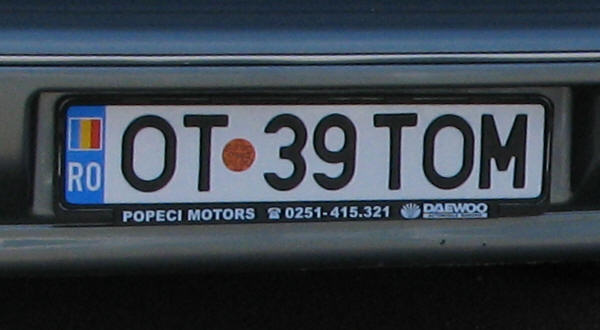 RO OT 39 TOM
POPECI MOTORS ☎ 0251-415.321 DAEWOO